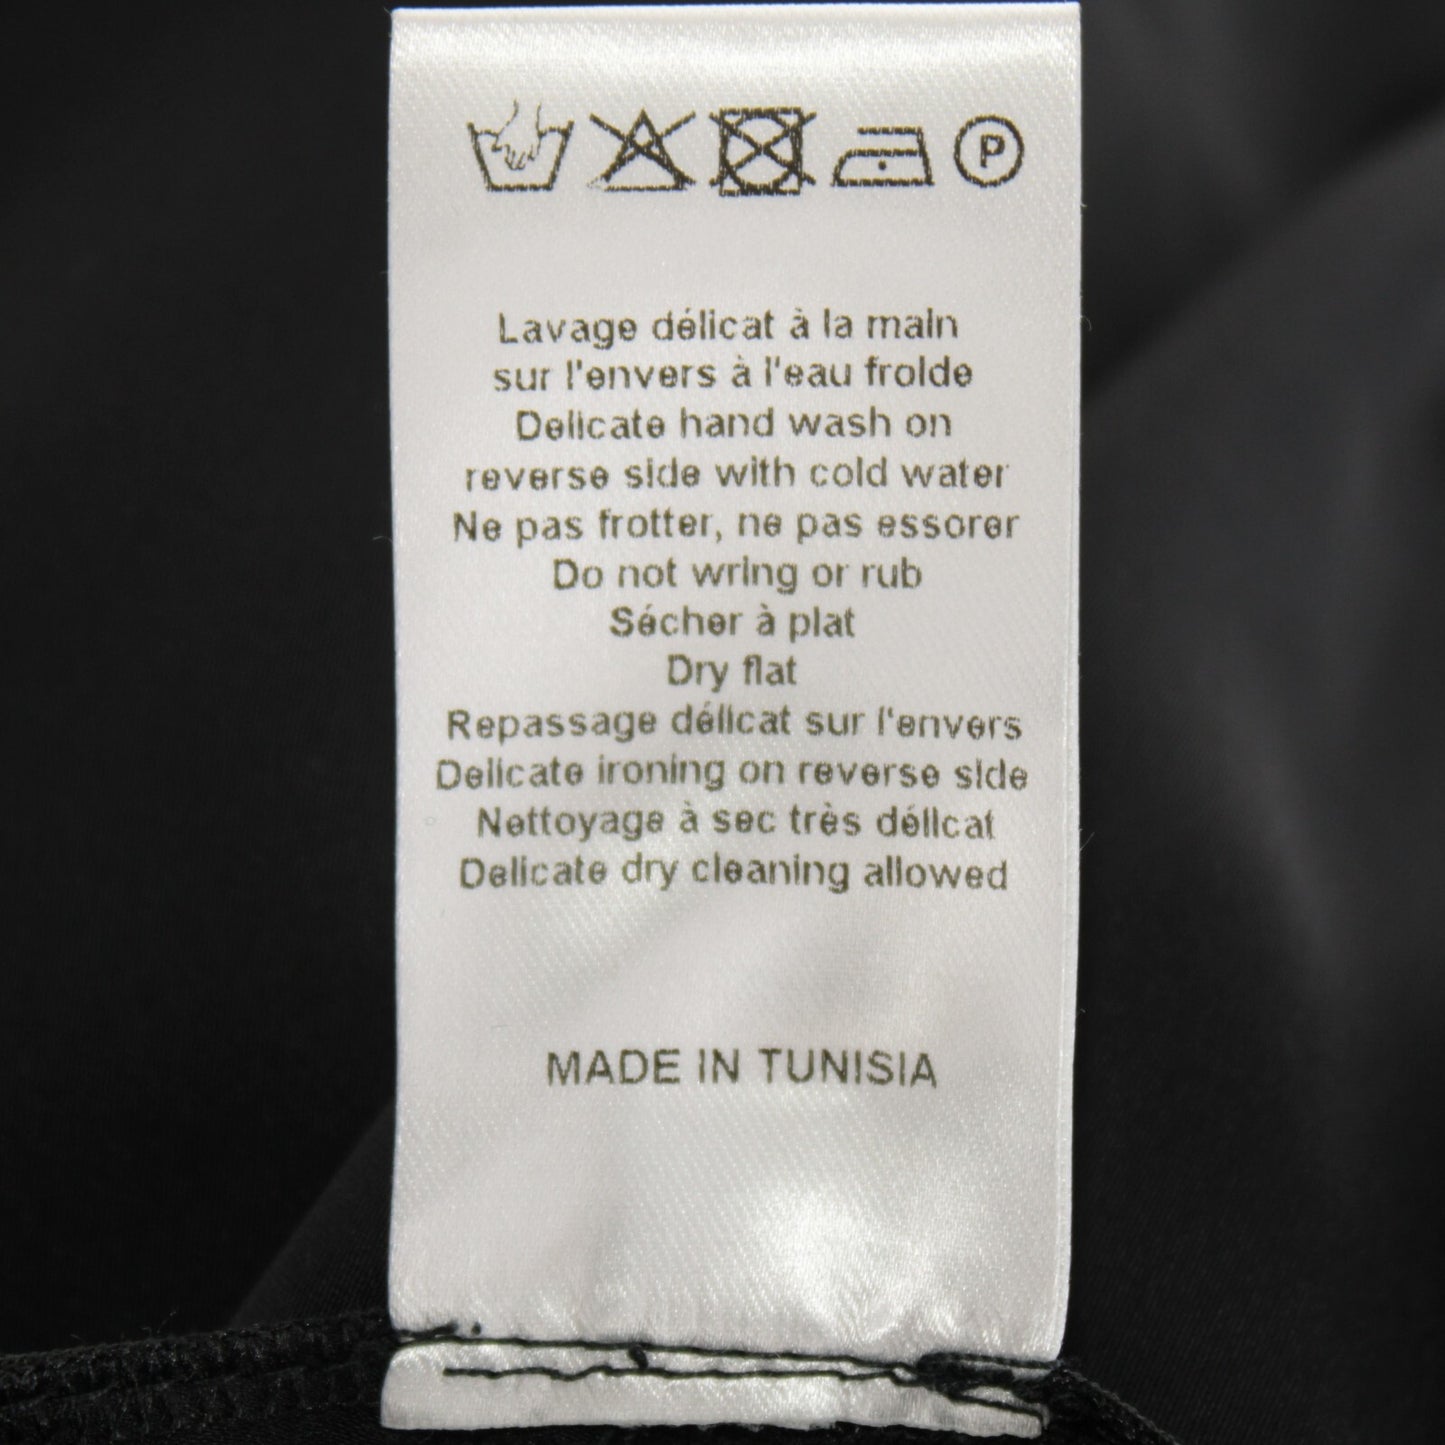 P
Lavage délicat à la main
sur l'envers à l'eau froide
Delicate hand wash on
reverse side with cold water
Ne pas frotter, ne pas essorer
Do not wring or rub
Sécher à plat
Dry flat
Repassage délicat sur l'envers
Delicate ironing on reverse side
Nettoyage à sec très délicat
Delicate dry cleaning allowed
MADE IN TUNISIA